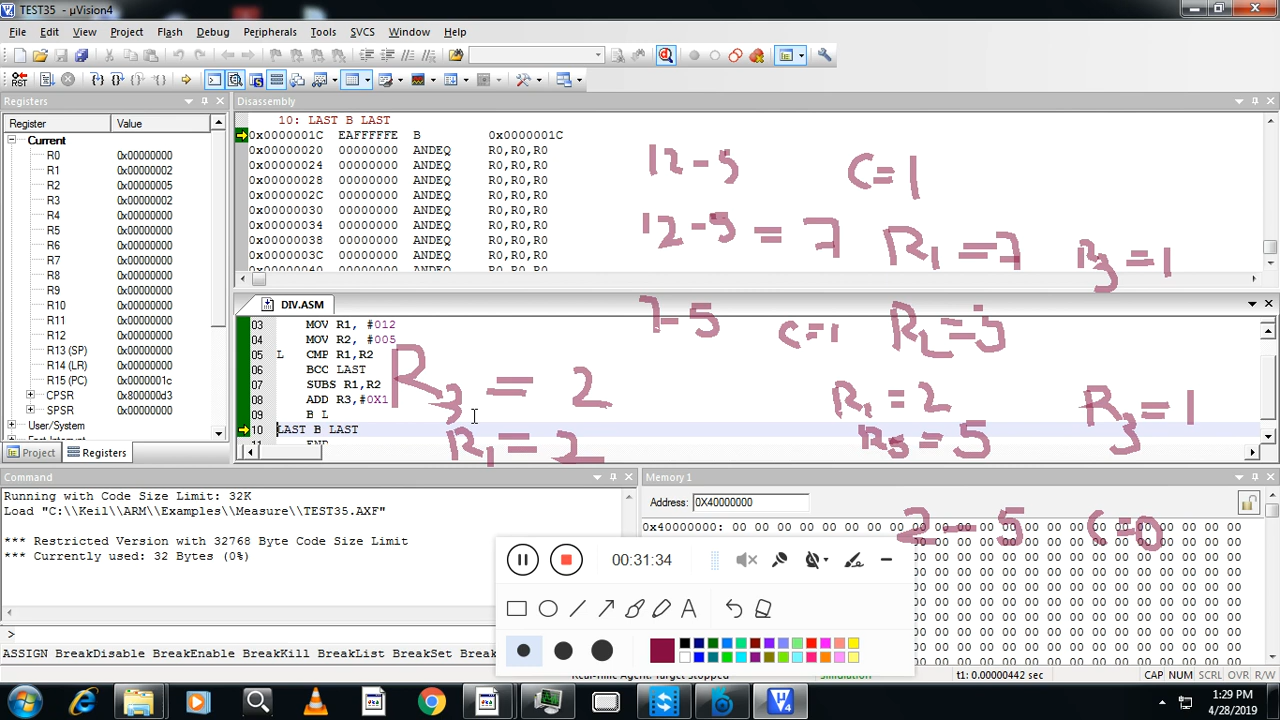 TEST35 - µVision4
File Edit View Project Flash Debug Peripherals Tools SVCS Window Help
Registers
Register Value
Current
R0 0x00000000
R1 0x00000002
R2 0x00000005
R3 0x00000002
R4 0x00000000
R5 0x00000000
R6 0x00000000
R7 0x00000000
R8 0x00000000
R9 0x00000000
R10 0x00000000
R11 0x00000000
R12 0x00000000
R13 (SP) 0x00000000
R14 (LR) 0x00000000
R15 (PC) 0x0000001c
CPSR 0x800000d3
SPSR 0x00000000
User/System
Project Registers
Disassembly
10: LAST B LAST
0x0000001C EAFFFFFE B 0x0000001C
0x00000020 00000000 ANDEQ R0,R0,R0
0x00000024 00000000 ANDEQ R0,R0,R0
0x00000028 00000000 ANDEQ R0,R0,R0
0x0000002C 00000000 ANDEQ R0,R0,R0
0x00000030 00000000 ANDEQ R0,R0,R0
0x00000034 00000000 ANDEQ R0,R0,R0
0x00000038 00000000 ANDEQ R0,R0,R0
0x0000003C 00000000 ANDEQ R0,R0,R0
12-5 C=1
12-5 = 7 R1=7 R3=1
7-5 C=1 R2=5
R3 = 2 R1 = 2 R3=1
R1=2 R5=5
2-5 C=0
DIV.ASM
03 MOV R1, #012
04 MOV R2, #005
05 L CMP R1,R2
06 BCC LAST
07 SUBS R1,R2
08 ADD R3,#0X1
09 B L
10 LAST B LAST
11 END
Command
Running with Code Size Limit: 32K
Load "C:\\Keil\\ARM\\Examples\\Measure\\TEST35.AXF"
*** Restricted Version with 32768 Byte Code Size Limit
*** Currently used: 32 Bytes (0%)
>
ASSIGN BreakDisable BreakEnable BreakKill BreakList BreakSet
Memory 1
Address: 0X40000000
0x40000000: 00 00 00 00 00 00 00 00 00 00 00 00 00 00 00 00 00 00 00 00 00 00
00:31:34
A
Simulation t1: 0.00000442 sec CAP NUM SCRL OVR R/W
1:29 PM
4/28/2019